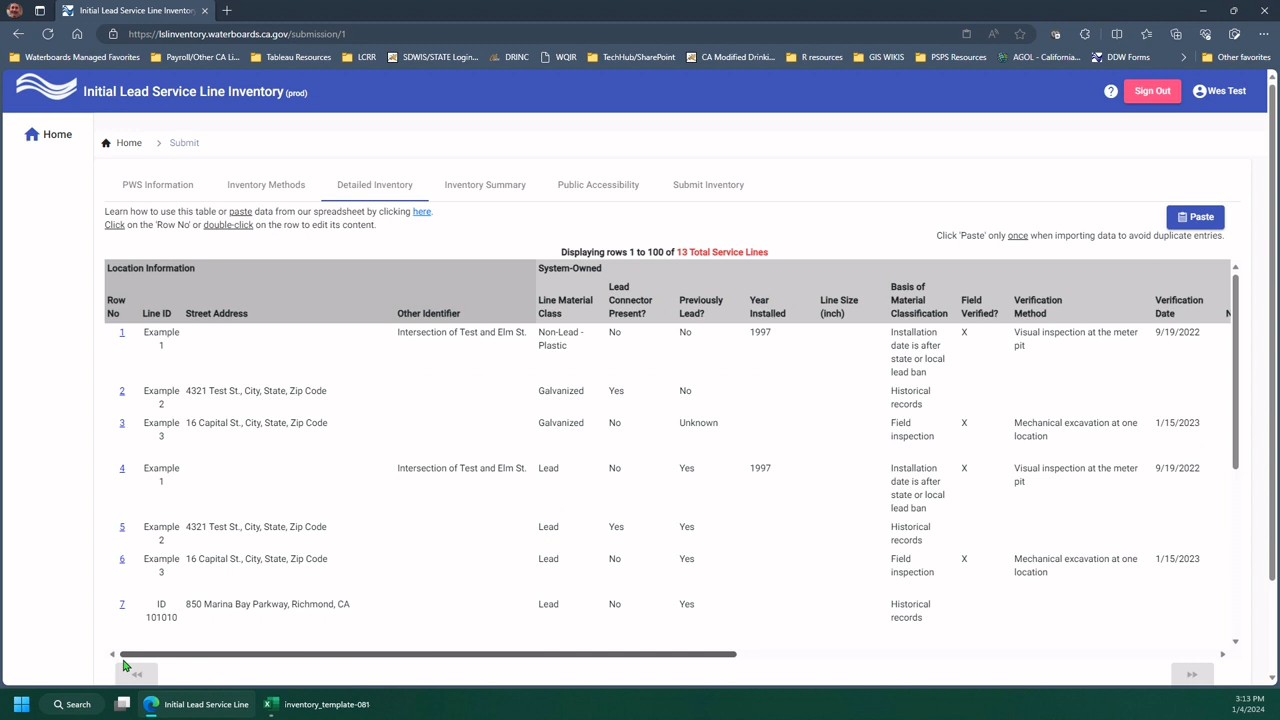 Initial Lead Service Line Inventory
https://lslinventory.waterboards.ca.gov/submission/1
Waterboards Managed Favorites Payroll/Other CA Li... Tableau Resources LCRR SDWIS/STATE Login... DRINC WQIR TechHub/SharePoint CA Modified Drinki... R resources GIS WIKIS PSPS Resources AGOL - California... DDW Forms Other favorites
Initial Lead Service Line Inventory (prod)
Sign Out
Wes Test
Home
Home > Submit
PWS Information Inventory Methods Detailed Inventory Inventory Summary Public Accessibility Submit Inventory
Learn how to use this table or paste data from our spreadsheet by clicking here.
Click on the 'Row No' or double-click on the row to edit its content.
Paste
Click 'Paste' only once when importing data to avoid duplicate entries.
Displaying rows 1 to 100 of 13 Total Service Lines
Location Information System-Owned
Row No Line ID Street Address Other Identifier Line Material Class Lead Connector Present? Previously Lead? Year Installed Line Size (inch) Basis of Material Classification Field Verified? Verification Method Verification Date N
1 Example 1 Intersection of Test and Elm St. Non-Lead - Plastic No No 1997 Installation date is after state or local lead ban X Visual inspection at the meter pit 9/19/2022
2 Example 2 4321 Test St., City, State, Zip Code Galvanized Yes No Historical records
3 Example 3 16 Capital St., City, State, Zip Code Galvanized No Unknown Field inspection X Mechanical excavation at one location 1/15/2023
4 Example 1 Intersection of Test and Elm St. Lead No Yes 1997 Installation date is after state or local lead ban X Visual inspection at the meter pit 9/19/2022
5 Example 2 4321 Test St., City, State, Zip Code Lead Yes Yes Historical records
6 Example 3 16 Capital St., City, State, Zip Code Lead No Yes Field inspection X Mechanical excavation at one location 1/15/2023
7 ID 101010 850 Marina Bay Parkway, Richmond, CA Lead No Yes Historical records
Search
Initial Lead Service Line
inventory_template-081
3:13 PM
1/4/2024